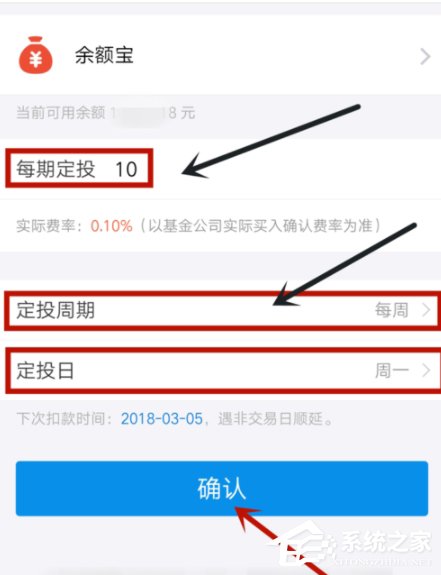 余额宝
当前可用余额 1 18 元
每期定投 10
实际费率：0.10%（以基金公司实际买入确认费率为准）
定投周期 每周
定投日 周一
下次扣款时间：2018-03-05，遇非交易日顺延。
确认
系统之家
XITONGZHIJIA.NET